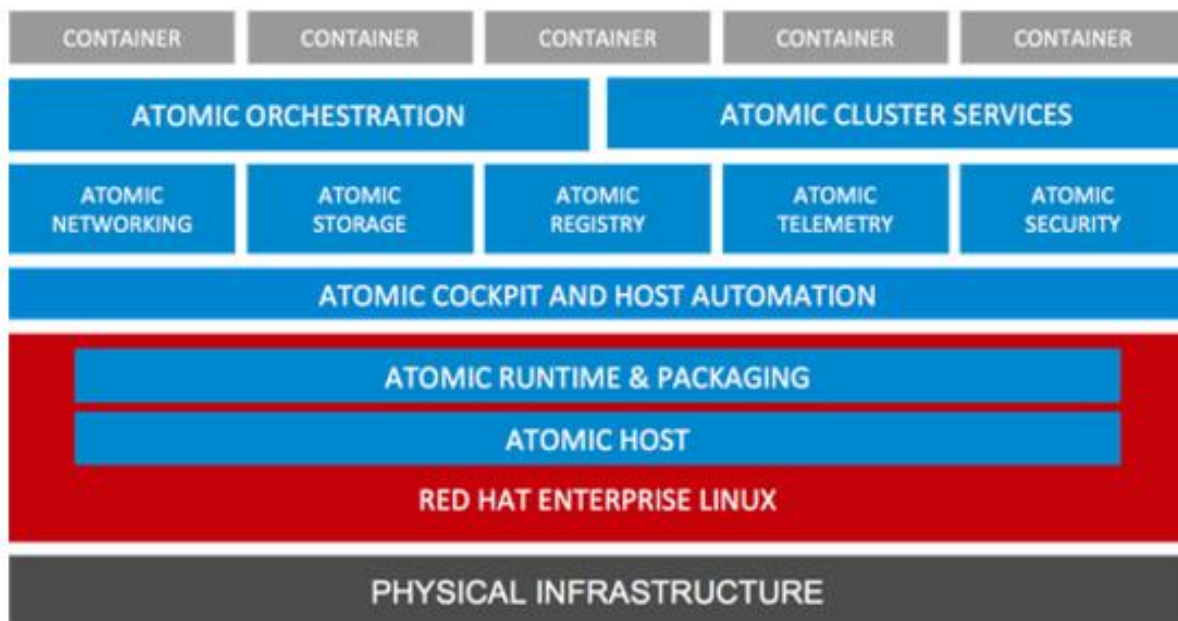 CONTAINER CONTAINER CONTAINER CONTAINER CONTAINER
ATOMIC ORCHESTRATION
ATOMIC CLUSTER SERVICES
ATOMIC
NETWORKING
ATOMIC
STORAGE
ATOMIC
REGISTRY
ATOMIC
TELEMETRY
ATOMIC
SECURITY
ATOMIC COCKPIT AND HOST AUTOMATION
ATOMIC RUNTIME & PACKAGING
ATOMIC HOST
RED HAT ENTERPRISE LINUX
PHYSICAL INFRASTRUCTURE